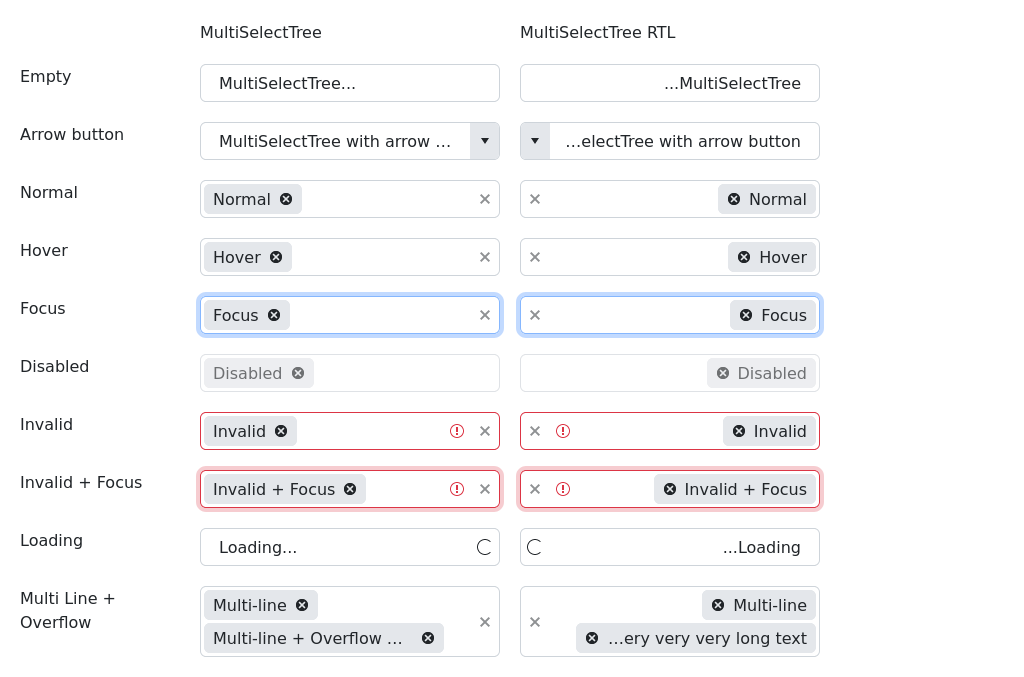 MultiSelectTree MultiSelectTree RTL
Empty MultiSelectTree... ...MultiSelectTree
Arrow button MultiSelectTree with arrow ... ...electTree with arrow button
Normal Normal Normal
Hover Hover Hover
Focus Focus Focus
Disabled Disabled Disabled
Invalid Invalid Invalid
Invalid + Focus Invalid + Focus Invalid + Focus
Loading Loading... ...Loading
Multi Line + Multi-line Multi-line
Overflow Multi-line + Overflow ... ...ery very very long text